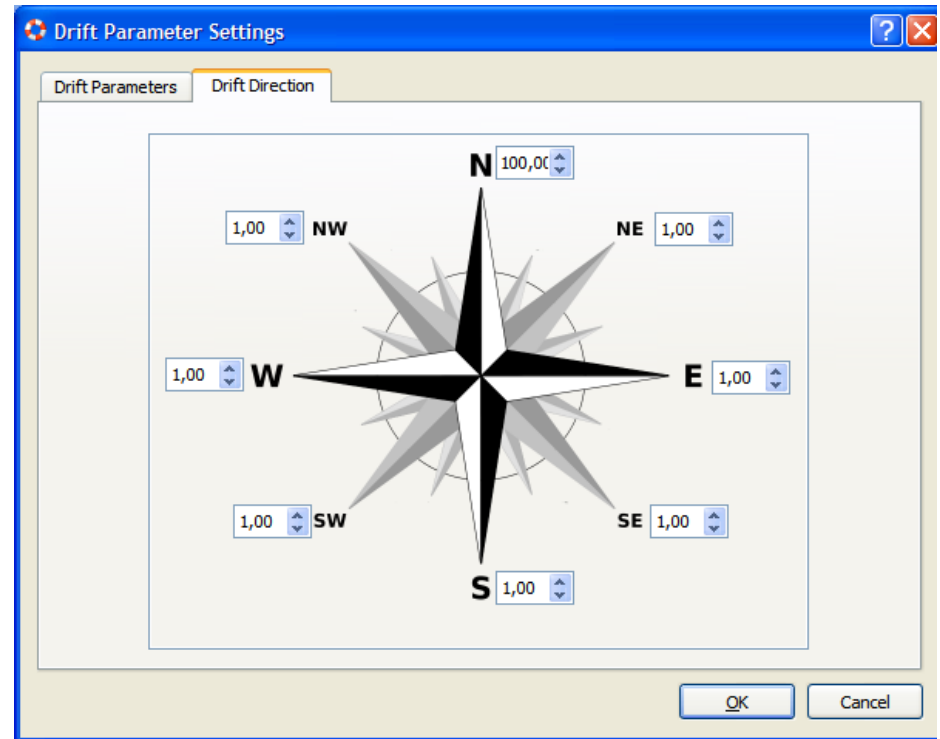 Drift Parameter Settings
Drift Parameters Drift Direction
N 100,00
1,00 NW NE 1,00
1,00 W E 1,00
1,00 SW SE 1,00
S 1,00
OK Cancel